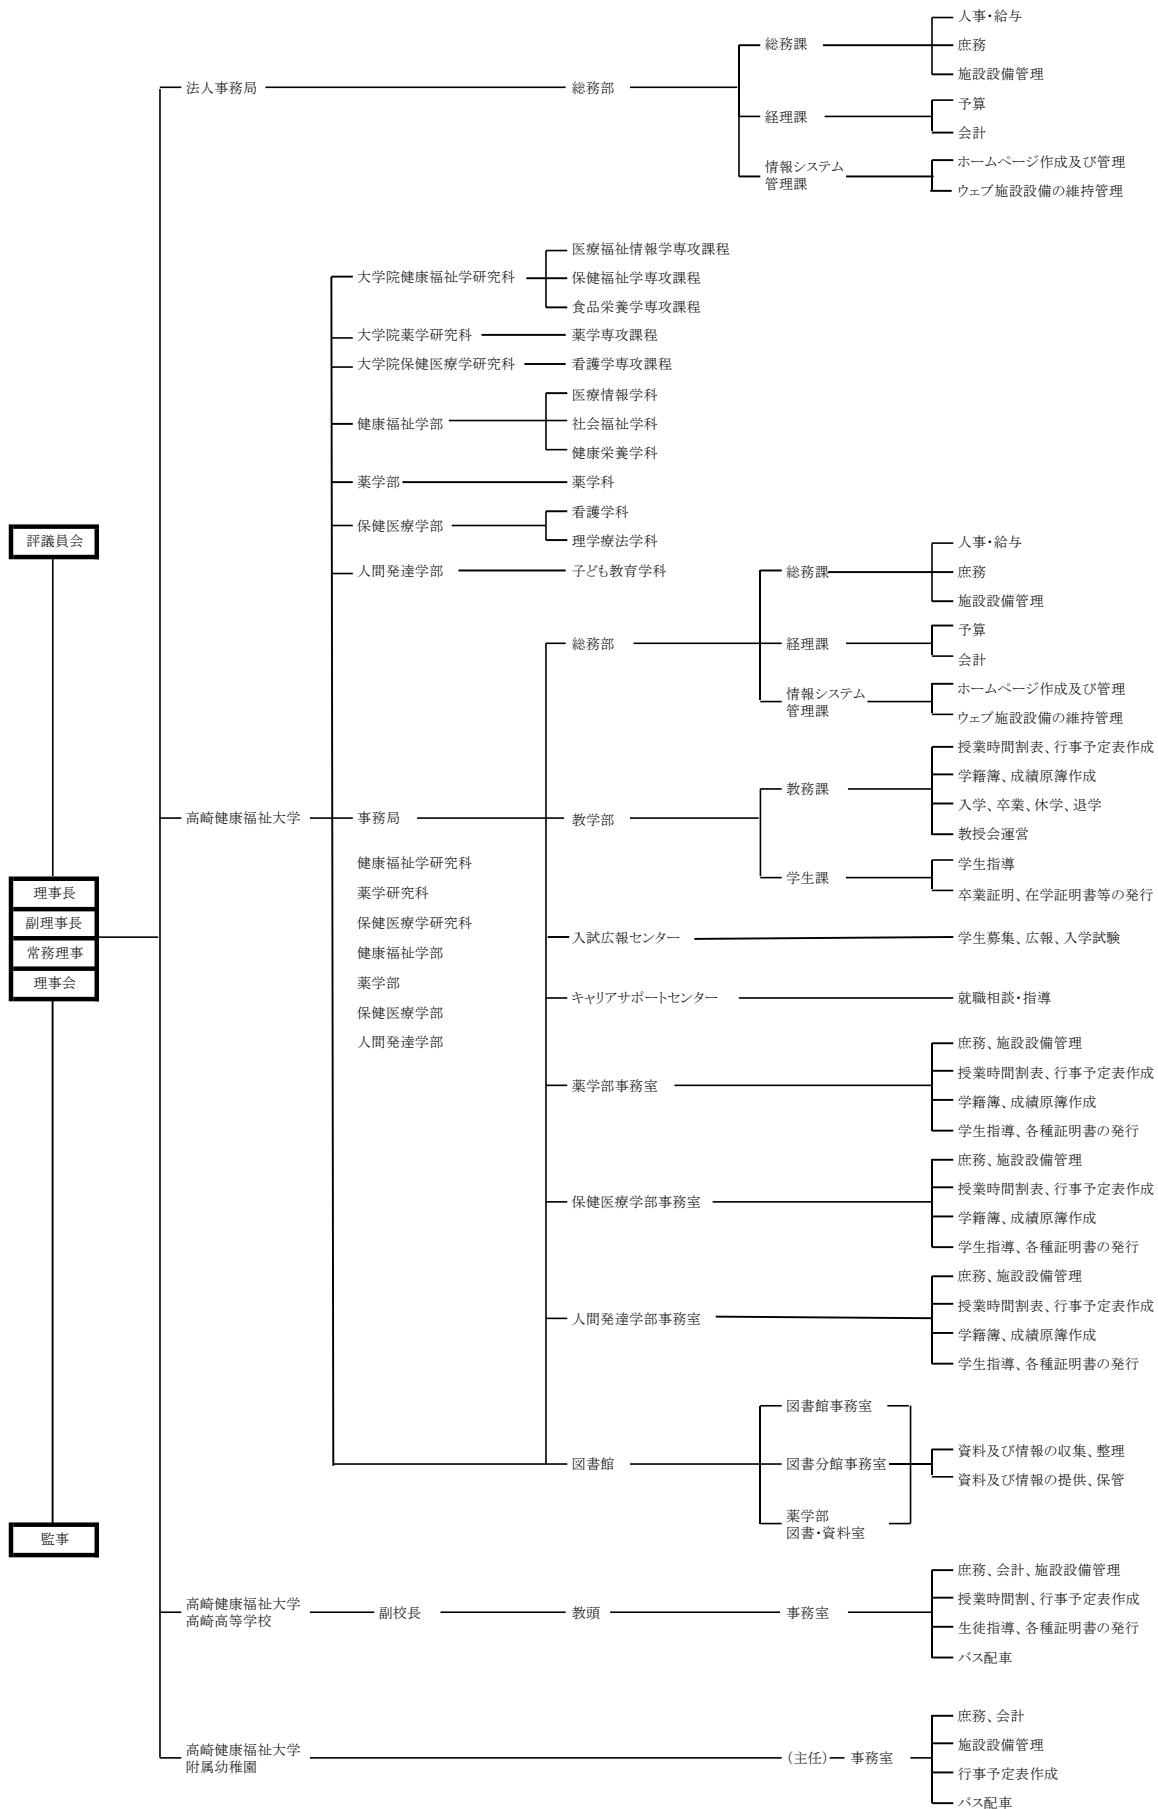 人事・給与
総務課
庶務
施設設備管理
法人事務局
総務部
予算
経理課
会計
情報システム
管理課
ホームページ作成及び管理
ウェブ施設設備の維持管理
医療福祉情報学専攻課程
大学院健康福祉学研究科
保健福祉学専攻課程
食品栄養学専攻課程
大学院薬学研究科
薬学専攻課程
大学院保健医療学研究科
看護学専攻課程
医療情報学科
健康福祉学部
社会福祉学科
健康栄養学科
薬学部
薬学科
看護学科
保健医療学部
理学療法学科
人間発達学部
子ども教育学科
評議員会
人事・給与
総務課
庶務
施設設備管理
総務部
経理課
予算
会計
情報システム
管理課
ホームページ作成及び管理
ウェブ施設設備の維持管理
授業時間割表、行事予定表作成
学籍簿、成績原簿作成
教務課
入学、卒業、休学、退学
教授会運営
高崎健康福祉大学
事務局
教学部
学生指導
学生課
卒業証明、在学証明書等の発行
健康福祉学研究科
薬学研究科
保健医療学研究科
健康福祉学部
薬学部
保健医療学部
人間発達学部
理事長
副理事長
常務理事
理事会
入試広報センター
学生募集、広報、入学試験
キャリアサポートセンター
就職相談・指導
庶務、施設設備管理
授業時間割表、行事予定表作成
薬学部事務室
学籍簿、成績原簿作成
学生指導、各種証明書の発行
庶務、施設設備管理
授業時間割表、行事予定表作成
保健医療学部事務室
学籍簿、成績原簿作成
学生指導、各種証明書の発行
庶務、施設設備管理
授業時間割表、行事予定表作成
人間発達学部事務室
学籍簿、成績原簿作成
学生指導、各種証明書の発行
図書館事務室
図書館
図書分館事務室
資料及び情報の収集、整理
資料及び情報の提供、保管
薬学部
図書・資料室
監事
庶務、会計、施設設備管理
授業時間割、行事予定表作成
高崎健康福祉大学
高崎高等学校
副校長
教頭
事務室
生徒指導、各種証明書の発行
バス配車
庶務、会計
施設設備管理
高崎健康福祉大学
附属幼稚園
(主任)
事務室
行事予定表作成
バス配車